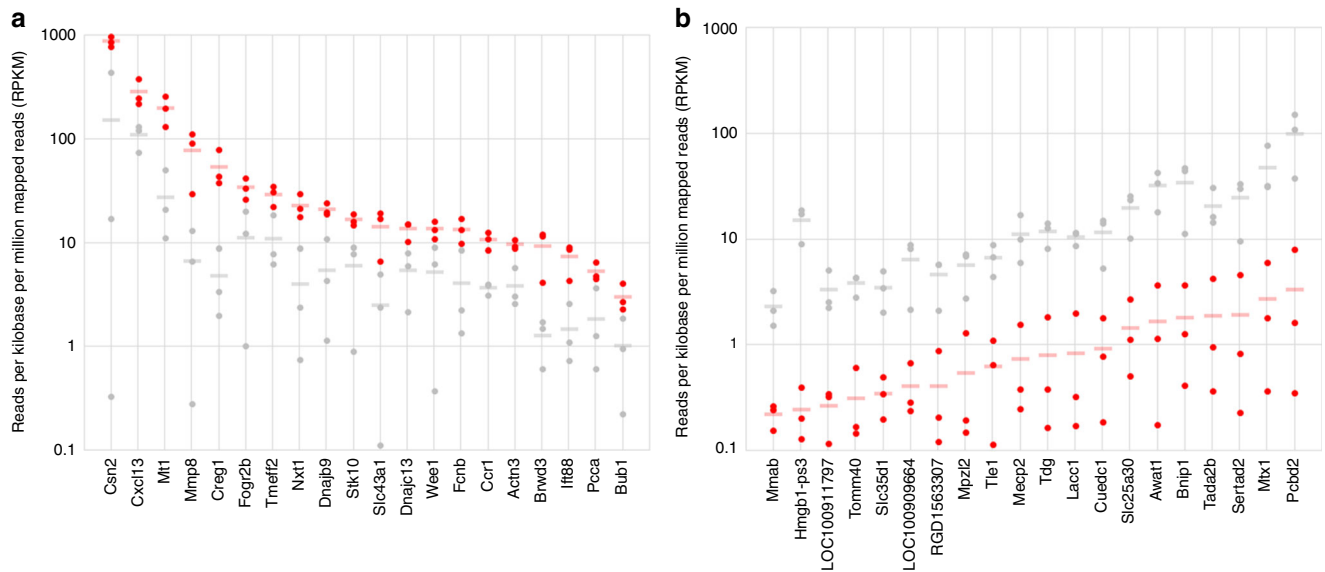 a
Reads per kilobase per million mapped reads (RPKM)
1000
100
10
1
0.1
Csn2
Cxcl13
Mt1
Mmp8
Creg1
Fogr2b
Tmeff2
Nxt1
Dnajb9
Stk10
Slc43a1
Dnajc13
Wee1
Fcnb
Ccr1
Actn3
Brwd3
Ift88
Pcca
Bub1
b
Reads per kilobase per million mapped reads (RPKM)
1000
100
10
1
0.1
Mmab
Hmgb1-ps3
LOC100911797
Tomm40
Slc35d1
LOC100909664
RGD1563307
Mpzl2
Tle1
Mecp2
Tdg
Lacc1
Cuedc1
Slc25a30
Awat1
Bnip1
Tada2b
Sertad2
Mtx1
Pcbd2